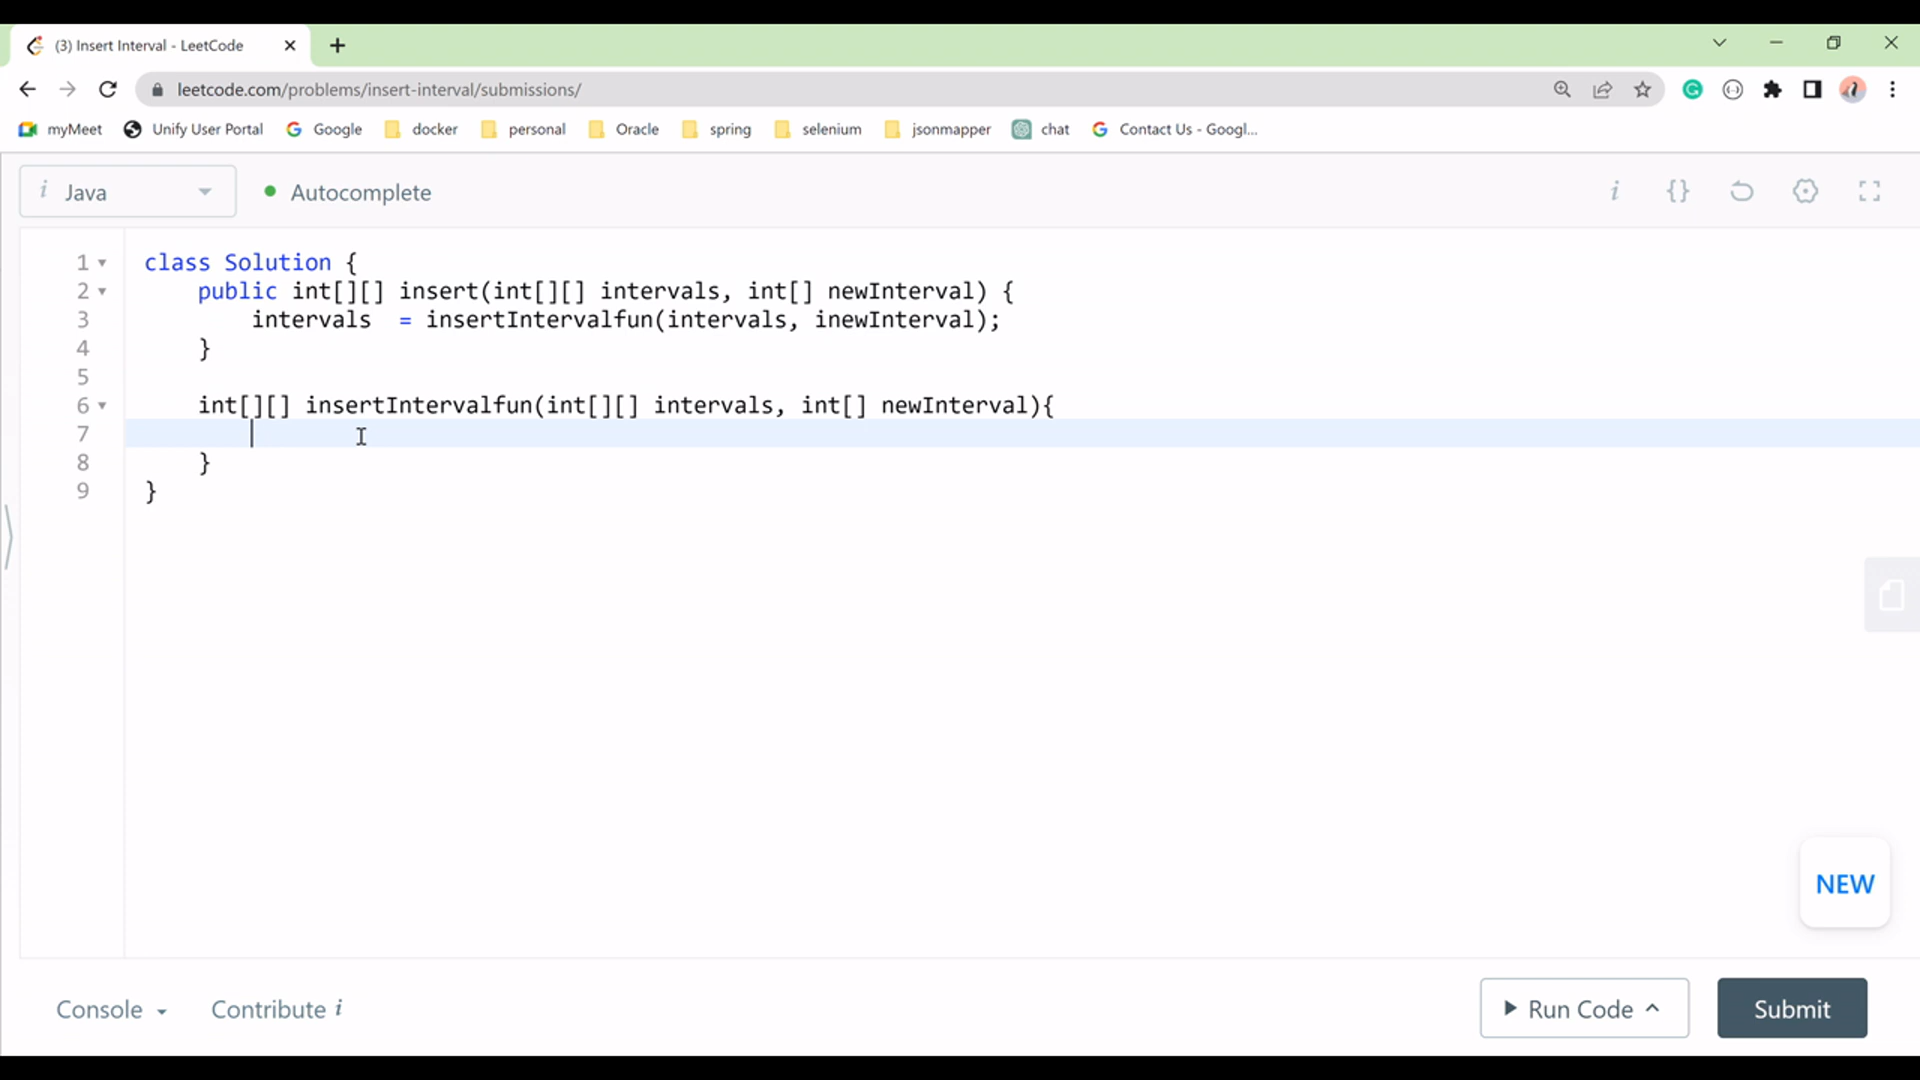 (3) Insert Interval - LeetCode
leetcode.com/problems/insert-interval/submissions/
myMeet Unify User Portal Google docker personal Oracle spring selenium jsonmapper chat Contact Us - Googl...
i Java Autocomplete i {}
1 class Solution {
2 public int[][] insert(int[][] intervals, int[] newInterval) {
3 intervals  = insertIntervalfun(intervals, inewInterval);
4 }
5
6 int[][] insertIntervalfun(int[][] intervals, int[] newInterval){
7
8 }
9 }
NEW
Console Contribute i Run Code Submit